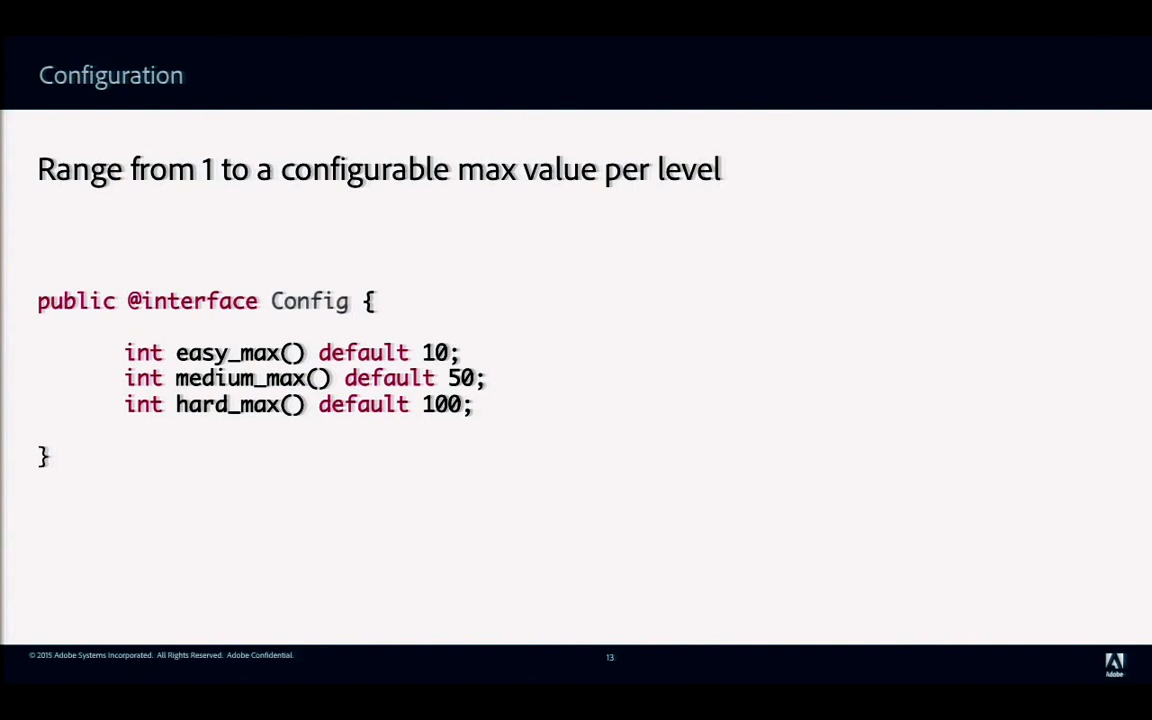 Configuration
Range from 1 to a configurable max value per level
public @interface Config {
int easy_max() default 10;
int medium_max() default 50;
int hard_max() default 100;
}
© 2015 Adobe Systems Incorporated. All Rights Reserved. Adobe Confidential.
13
Adobe